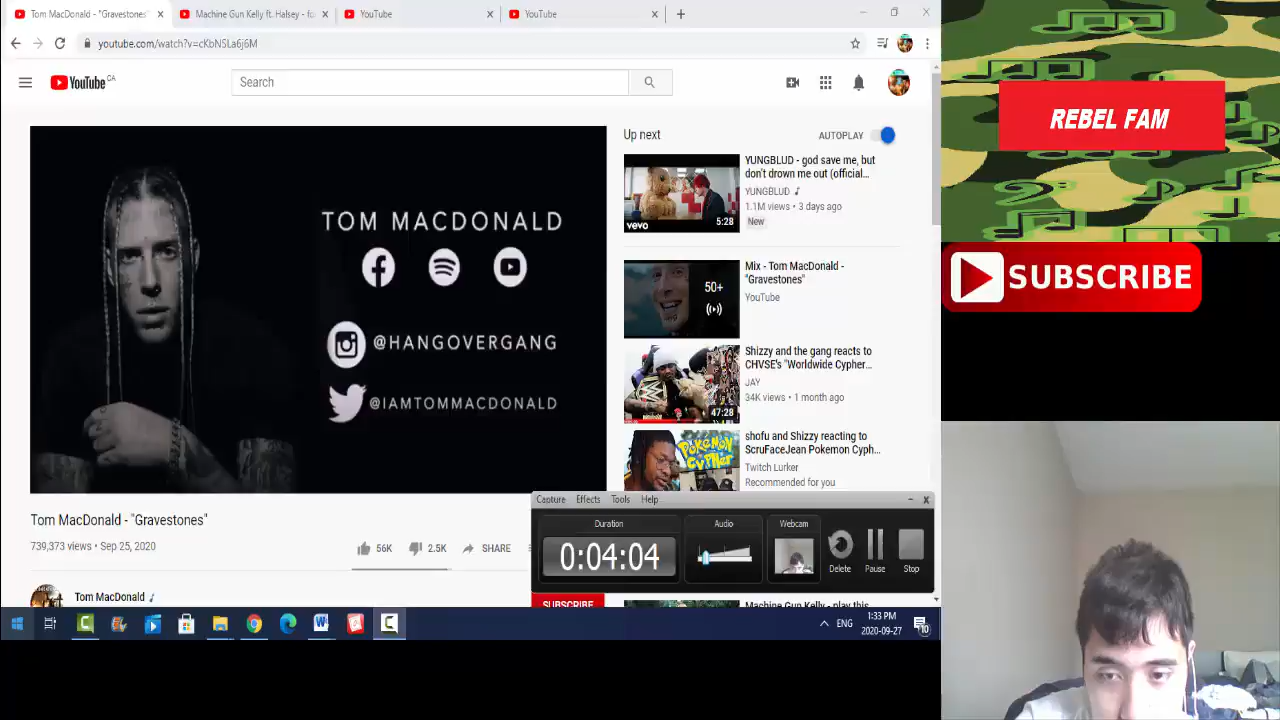 Tom MacDonald - "Gravestones"
Machine Gun Kelly ft. Halsey - fo
YouTube
YouTube
youtube.com/watch?v=cKbNSLa6j6M
YouTube CA
Search
TOM MACDONALD
@HANGOVERGANG
@IAMTOMMACDONALD
Up next
AUTOPLAY
YUNGBLUD - god save me, but
don't drown me out (official...
YUNGBLUD
1.1M views • 3 days ago
New
vevo
5:28
Mix - Tom MacDonald -
"Gravestones"
YouTube
50+
Shizzy and the gang reacts to
CHVSE's "Worldwide Cypher...
JAY
34K views • 1 month ago
47:28
shofu and Shizzy reacting to
ScruFaceJean Pokemon Cyph...
Twitch Lurker
Recommended for you
POKEMON
CYPHER
Tom MacDonald - "Gravestones"
739,373 views • Sep 25, 2020
56K
2.5K
SHARE
Tom MacDonald
Capture Effects Tools Help
Duration
0:04:04
Audio
Webcam
Delete
Pause
Stop
SUBSCRIBE
Machine Gun Kelly - play this
ENG
1:33 PM
2020-09-27
10
REBEL FAM
SUBSCRIBE